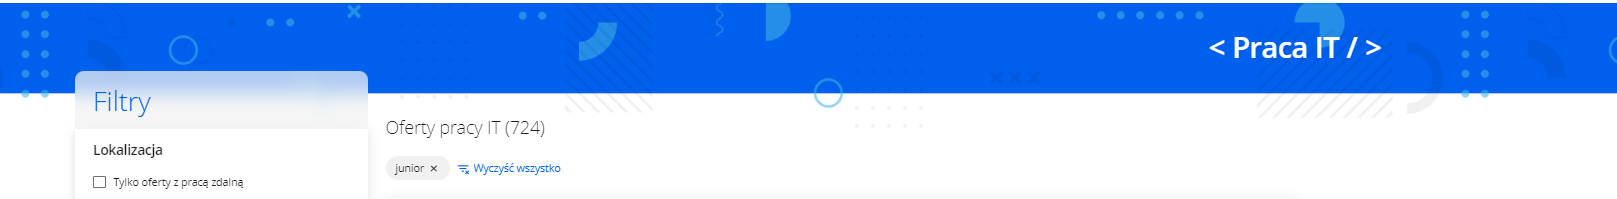 < Praca IT / >
Filtry
Oferty pracy IT (724)
Lokalizacja
junior ×
Wyczyść wszystko
Tylko oferty z pracą zdalną